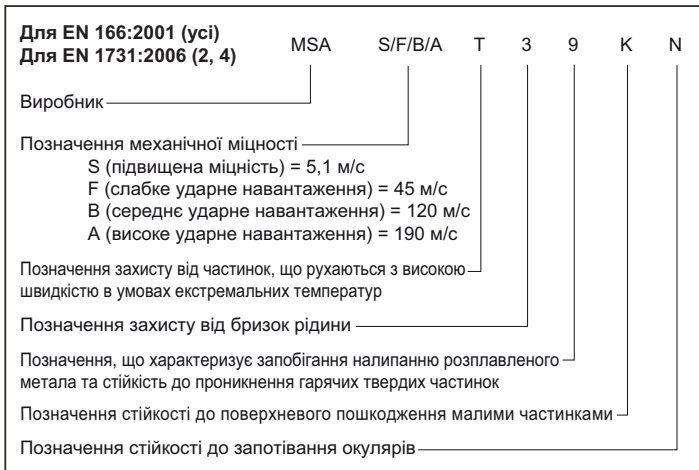 Для EN 166:2001 (усі)
Для EN 1731:2006 (2, 4)
MSA S/F/B/A T 3 9 K N
Виробник
Позначення механічної міцності
S (підвищена міцність) = 5,1 м/с
F (слабке ударне навантаження) = 45 м/с
B (середнє ударне навантаження) = 120 м/с
A (високе ударне навантаження) = 190 м/с
Позначення захисту від частинок, що рухаються з високою
швидкістю в умовах екстремальних температур
Позначення захисту від бризок рідини
Позначення, що характеризує запобігання налипанню розплавленого
метала та стійкість до проникнення гарячих твердих частинок
Позначення стійкості до поверхневого пошкодження малими частинками
Позначення стійкості до запотівання окулярів